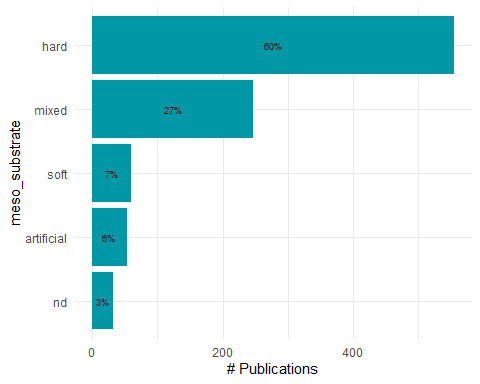 meso_substrate
hard
60%
mixed
27%
soft
7%
artificial
6%
nd
3%
0
200
400
# Publications